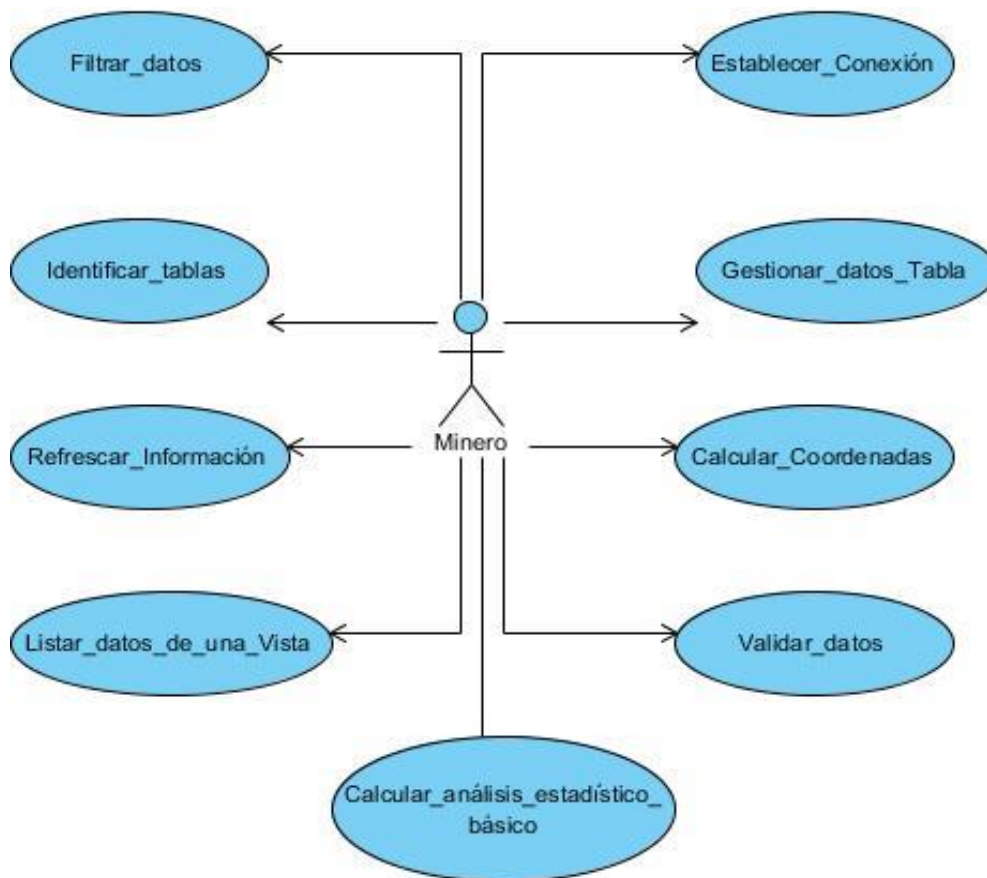 Filtrar_datos
Establecer_Conexión
Identificar_tablas
Gestionar_datos_Tabla
Minero
Refrescar_Información
Calcular_Coordenadas
Listar_datos_de_una_Vista
Validar_datos
Calcular_análisis_estadístico_
básico